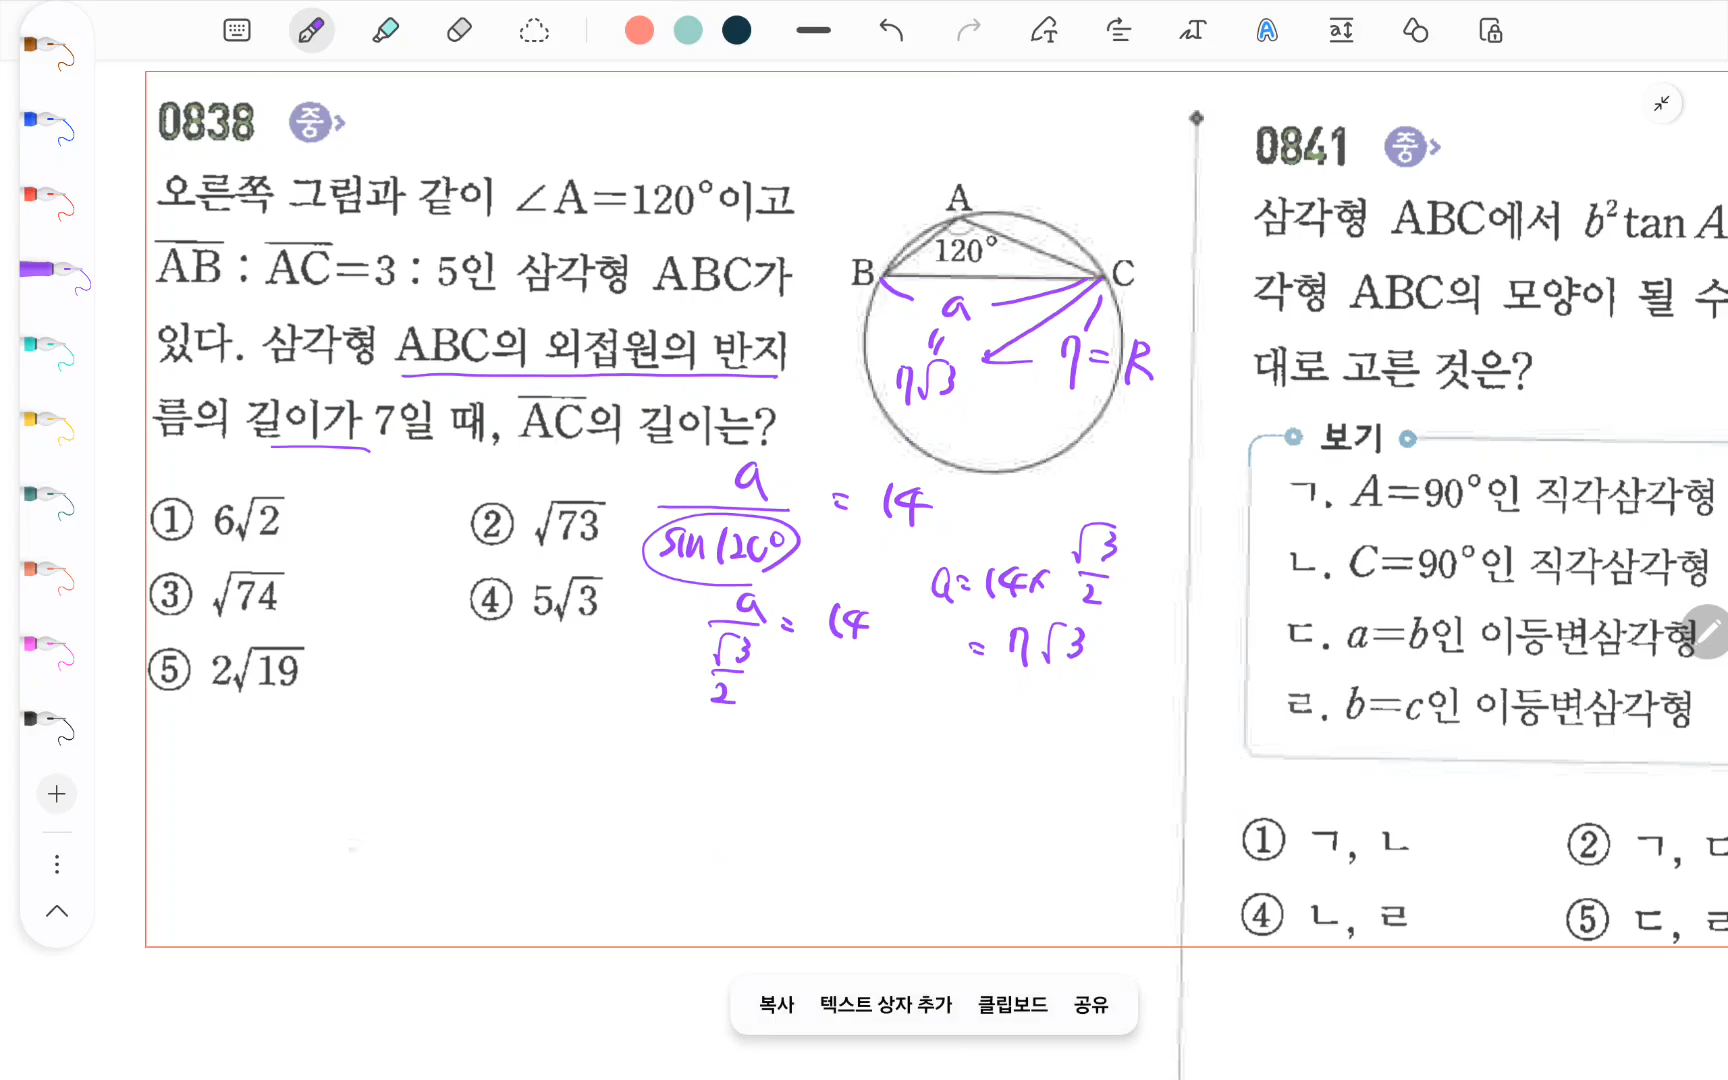 0838 중
오른쪽 그림과 같이 ∠A=120°이고
AB : AC=3 : 5인 삼각형 ABC가
있다. 삼각형 ABC의 외접원의 반지
름의 길이가 7일 때, AC의 길이는?
A
120°
B
C
a
"
7√3
7=R
① 6√2
② √73
③ √74
④ 5√3
⑤ 2√19
a/sin120° = 14
a/(√3/2) = 14
a=14× √3/2
= 7√3
0841 중
삼각형 ABC에서 b² tan A
각형 ABC의 모양이 될 수
대로 고른 것은?
보기
ㄱ. A=90°인 직각삼각형
ㄴ. C=90°인 직각삼각형
ㄷ. a=b인 이등변삼각형
ㄹ. b=c인 이등변삼각형
① ㄱ, ㄴ
② ㄱ, ㄷ
④ ㄴ, ㄹ
⑤ ㄷ, ㄹ
복사 텍스트 상자 추가 클립보드 공유